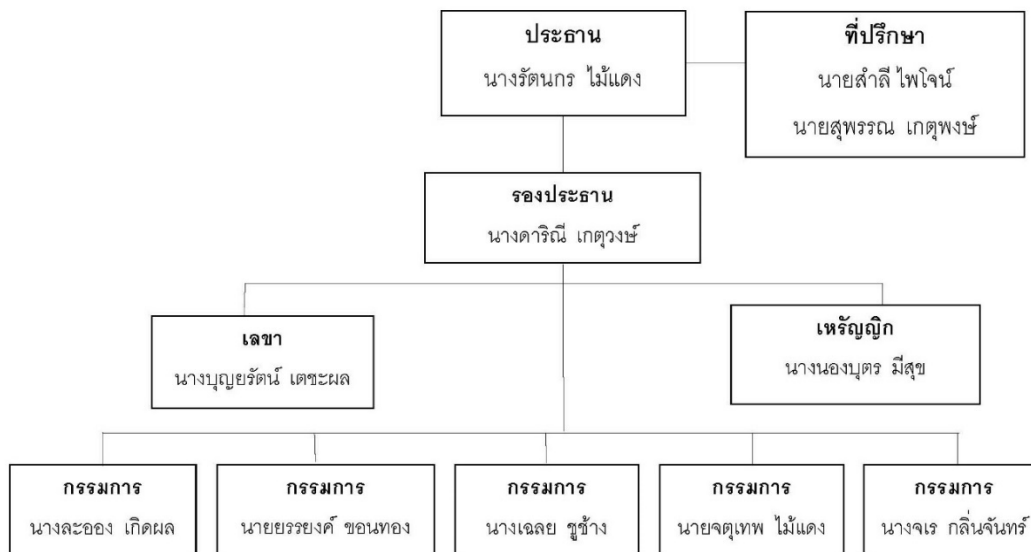 ประธาน
นางรัตนกร ไม้แดง
ที่ปรึกษา
นายสำลี ไพโจน์
นายสุพรรณ เกตุพงษ์
รองประธาน
นางดาริณี เกตุวงษ์
เลขา
นางบุญยรัตน์ เตชะผล
เหรัญญิก
นางนองบุตร มีสุข
กรรมการ
นางละออง เกิดผล
กรรมการ
นายยรรยงค์ ขอนทอง
กรรมการ
นางเฉลย ชูช้าง
กรรมการ
นายจตุเทพ ไม้แดง
กรรมการ
นางจเร กลิ่นจันทร์